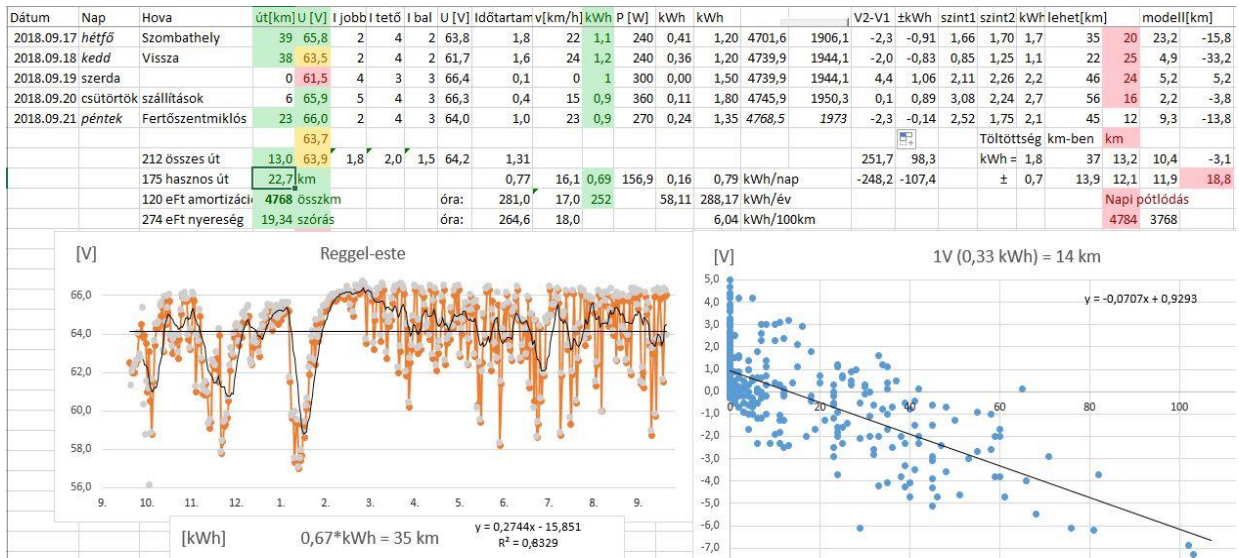 Dátum Nap Hova út[km] U [V] I jobb I tető I bal U [V] Időtartam v[km/h] kWh P [W] kWh kWh V2-V1 ±kWh szint1 szint2 kWh lehet[km] modell[km]
2018.09.17 hétfő Szombathely 39 65,8 2 4 2 63,8 1,8 22 1,1 240 0,41 1,20 4701,6 1906,1 -2,3 -0,91 1,66 1,70 1,7 35 20 23,2 -15,8
2018.09.18 kedd Vissza 38 63,5 2 4 2 61,7 1,6 24 1,2 240 0,36 1,20 4739,9 1944,1 -2,0 -0,83 0,85 1,25 1,1 22 25 4,9 -33,2
2018.09.19 szerda 0 61,5 4 3 3 66,4 0,1 0 1 300 0,00 1,50 4739,9 1944,1 4,4 1,06 2,11 2,26 2,2 46 24 5,2 5,2
2018.09.20 csütörtök szállítások 6 65,9 5 4 3 66,3 0,4 15 0,9 360 0,11 1,80 4745,9 1950,3 0,1 0,89 3,08 2,24 2,7 56 16 2,2 -3,8
2018.09.21 péntek Fertőszentmiklós 23 66,0 2 4 3 64,0 1,0 23 0,9 270 0,24 1,35 4768,5 1973 -2,3 -0,14 2,52 1,75 2,1 45 12 9,3 -13,8
63,7 Töltöttség km-ben km
212 összes út 13,0 63,9 1,8 2,0 1,5 64,2 1,31 251,7 98,3 kWh = 1,8 37 13,2 10,4 -3,1
175 hasznos út 22,7 km 0,77 16,1 0,69 156,9 0,16 0,79 kWh/nap -248,2 -107,4 ± 0,7 13,9 12,1 11,9 18,8
120 eFt amortizáci 4768 összkm óra: 281,0 17,0 252 58,11 288,17 kWh/év Napi pótlódás
274 eFt nyereség 19,34 szórás óra: 264,6 18,0 6,04 kWh/100km 4784 3768
[V] Reggel-este
66,0
64,0
62,0
60,0
58,0
56,0
9. 10. 11. 12. 1. 2. 3. 4. 5. 6. 7. 8. 9.
[kWh] 0,67*kWh = 35 km y = 0,2744x - 15,851
R² = 0,8329
[V] 1V (0,33 kWh) = 14 km
y = -0,0707x + 0,9293
5,0
4,0
3,0
2,0
1,0
0,0
0 20 40 60 80 100
-1,0
-2,0
-3,0
-4,0
-5,0
-6,0
-7,0